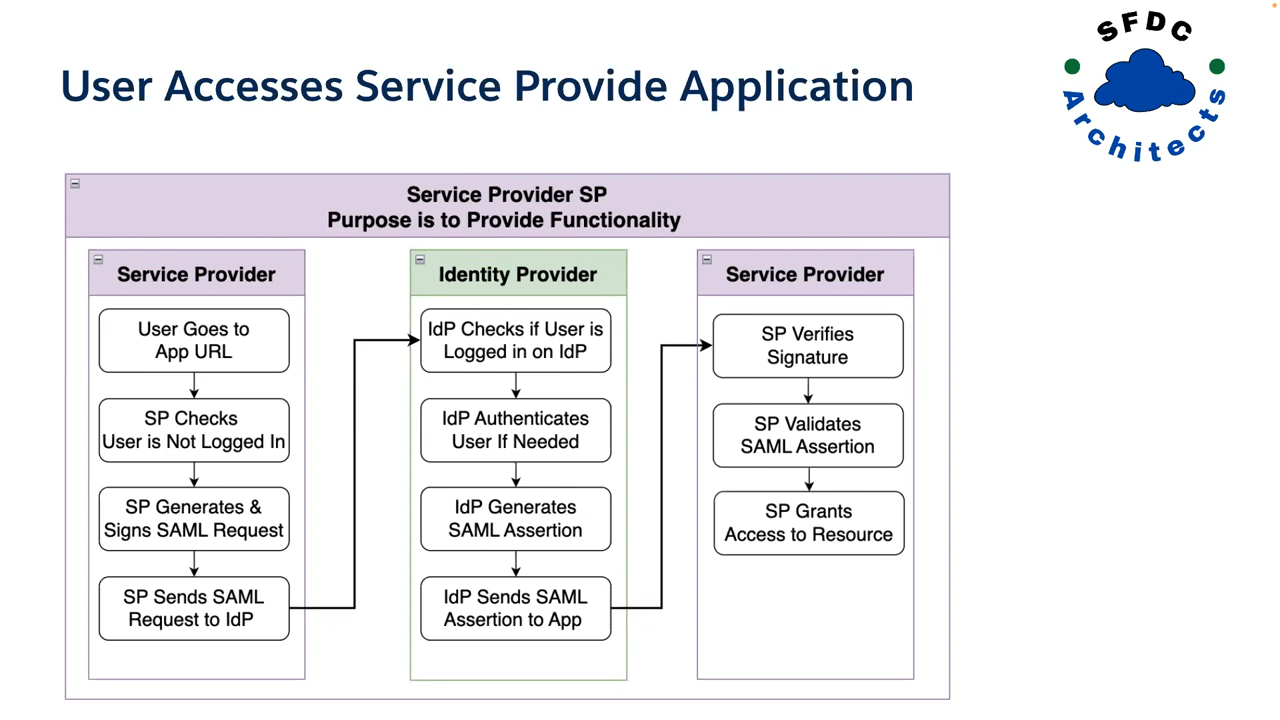 SFDC
Architects
User Accesses Service Provide Application
Service Provider SP
Purpose is to Provide Functionality
Service Provider
User Goes to
App URL
SP Checks
User is Not Logged In
SP Generates &
Signs SAML Request
SP Sends SAML
Request to IdP
Identity Provider
IdP Checks if User is
Logged in on IdP
IdP Authenticates
User If Needed
IdP Generates
SAML Assertion
IdP Sends SAML
Assertion to App
Service Provider
SP Verifies
Signature
SP Validates
SAML Assertion
SP Grants
Access to Resource